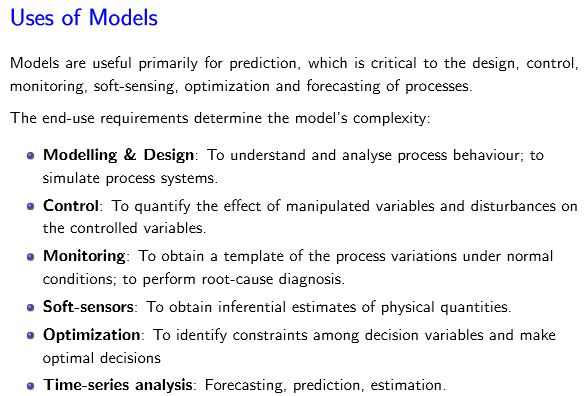 Uses of Models
Models are useful primarily for prediction, which is critical to the design, control,
monitoring, soft-sensing, optimization and forecasting of processes.
The end-use requirements determine the model's complexity:
Modelling & Design: To understand and analyse process behaviour; to
simulate process systems.
Control: To quantify the effect of manipulated variables and disturbances on
the controlled variables.
Monitoring: To obtain a template of the process variations under normal
conditions; to perform root-cause diagnosis.
Soft-sensors: To obtain inferential estimates of physical quantities.
Optimization: To identify constraints among decision variables and make
optimal decisions
Time-series analysis: Forecasting, prediction, estimation.